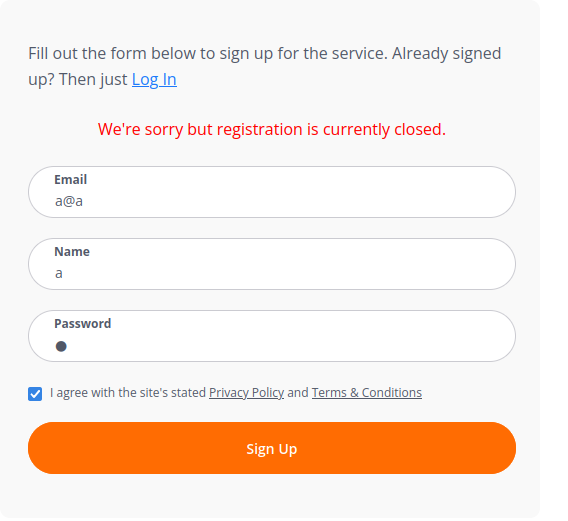 Fill out the form below to sign up for the service. Already signed
up? Then just Log In
We're sorry but registration is currently closed.
Email
a@a
Name
a
Password
●
I agree with the site's stated Privacy Policy and Terms & Conditions
Sign Up